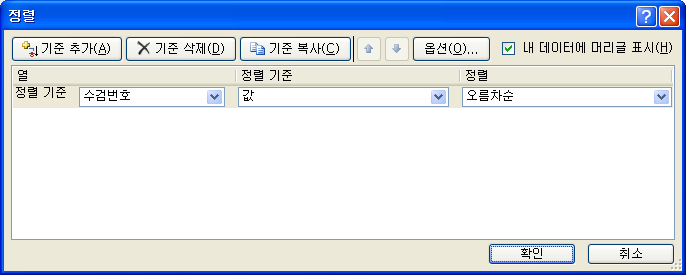 정렬
기준 추가(A) 기준 삭제(D) 기준 복사(C) 옵션(O)... 내 데이터에 머리글 표시(H)
열 정렬 기준 정렬
정렬 기준 수검번호 값 오름차순
확인 취소